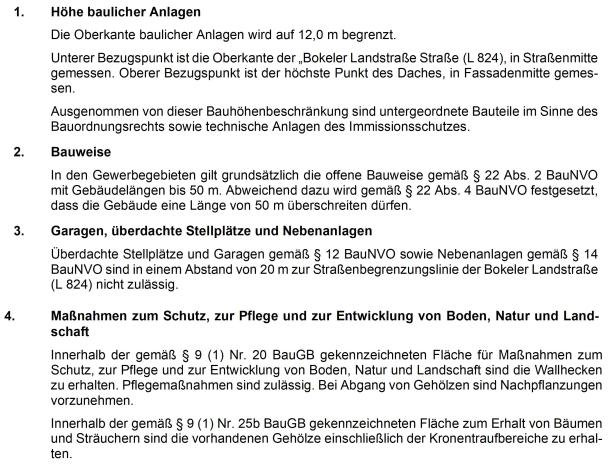 1. Höhe baulicher Anlagen
Die Oberkante baulicher Anlagen wird auf 12,0 m begrenzt.
Unterer Bezugspunkt ist die Oberkante der „Bokeler Landstraße Straße (L 824), in Straßenmitte
gemessen. Oberer Bezugspunkt ist der höchste Punkt des Daches, in Fassadenmitte gemes-
sen.
Ausgenommen von dieser Bauhöhenbeschränkung sind untergeordnete Bauteile im Sinne des
Bauordnungsrechts sowie technische Anlagen des Immissionsschutzes.
2. Bauweise
In den Gewerbegebieten gilt grundsätzlich die offene Bauweise gemäß § 22 Abs. 2 BauNVO
mit Gebäudelängen bis 50 m. Abweichend dazu wird gemäß § 22 Abs. 4 BauNVO festgesetzt,
dass die Gebäude eine Länge von 50 m überschreiten dürfen.
3. Garagen, überdachte Stellplätze und Nebenanlagen
Überdachte Stellplätze und Garagen gemäß § 12 BauNVO sowie Nebenanlagen gemäß § 14
BauNVO sind in einem Abstand von 20 m zur Straßenbegrenzungslinie der Bokeler Landstraße
(L 824) nicht zulässig.
4. Maßnahmen zum Schutz, zur Pflege und zur Entwicklung von Boden, Natur und Land-
schaft
Innerhalb der gemäß § 9 (1) Nr. 20 BauGB gekennzeichneten Fläche für Maßnahmen zum
Schutz, zur Pflege und zur Entwicklung von Boden, Natur und Landschaft sind die Wallhecken
zu erhalten. Pflegemaßnahmen sind zulässig. Bei Abgang von Gehölzen sind Nachpflanzungen
vorzunehmen.
Innerhalb der gemäß § 9 (1) Nr. 25b BauGB gekennzeichneten Fläche zum Erhalt von Bäumen
und Sträuchern sind die vorhandenen Gehölze einschließlich der Kronentraufbereiche zu erhal-
ten.